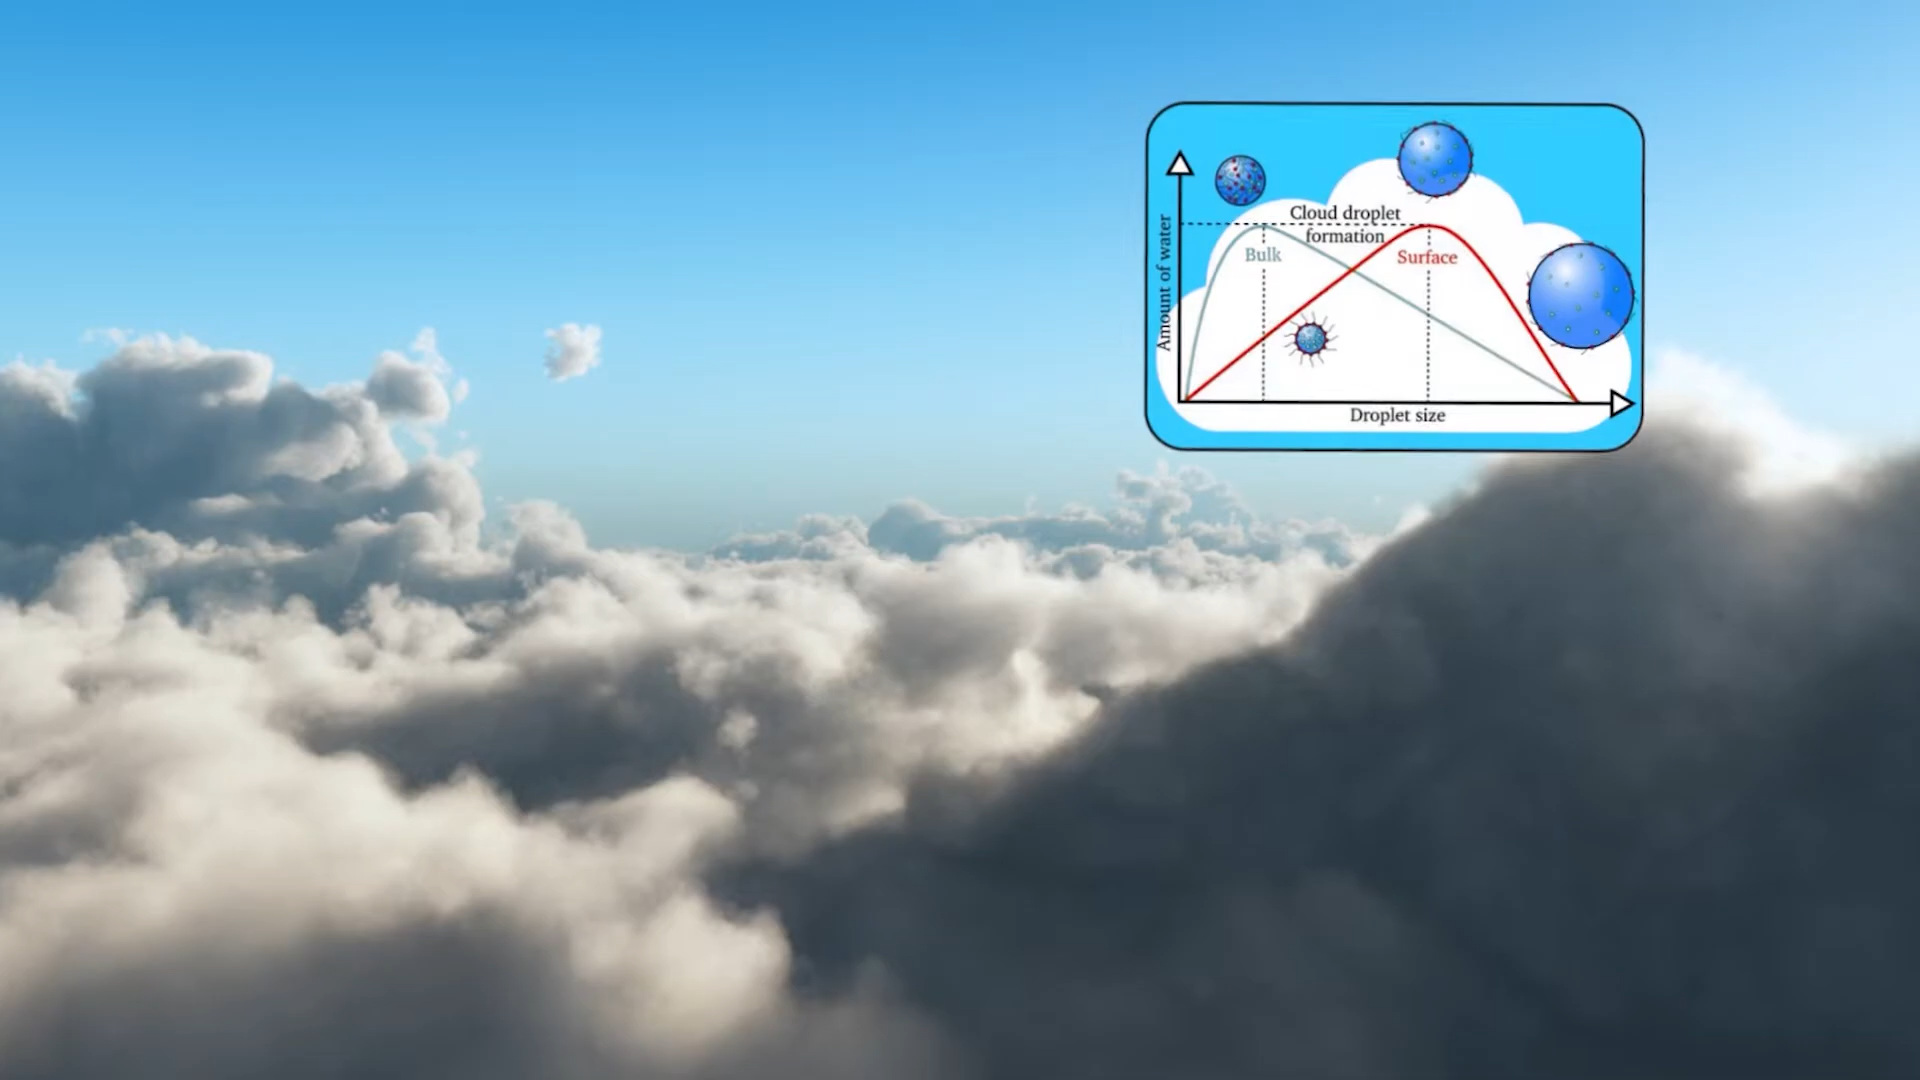 Cloud droplet
formation
Bulk
Surface
Amount of water
Droplet size